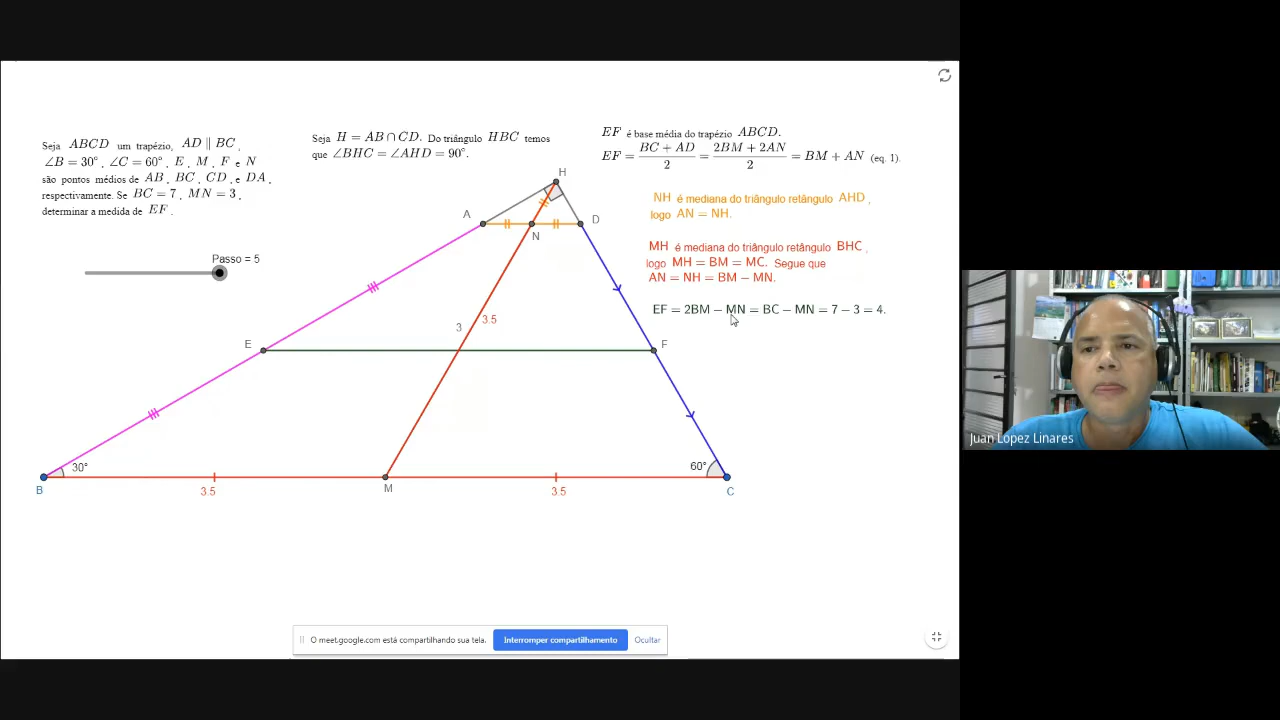 Seja ABCD um trapézio, AD ∥ BC,
∠B = 30°, ∠C = 60°, E, M, F e N
são pontos médios de AB, BC, CD, e DA,
respectivamente. Se BC = 7, MN = 3,
determinar a medida de EF.
Passo = 5
Seja H = AB ∩ CD. Do triângulo HBC temos
que ∠BHC = ∠AHD = 90°.
EF é base média do trapézio ABCD.
EF = \frac{BC + AD}{2} = \frac{2BM + 2AN}{2} = BM + AN (eq. 1).
NH é mediana do triângulo retângulo AHD,
logo AN = NH.
MH é mediana do triângulo retângulo BHC,
logo MH = BM = MC. Segue que
AN = NH = BM − MN.
EF = 2BM − MN = BC − MN = 7 − 3 = 4.
H
A
D
N
3
3.5
E
F
30°
60°
B
3.5
M
3.5
C
O meet.google.com está compartilhando sua tela. Interromper compartilhamento Ocultar
Juan Lopez Linares